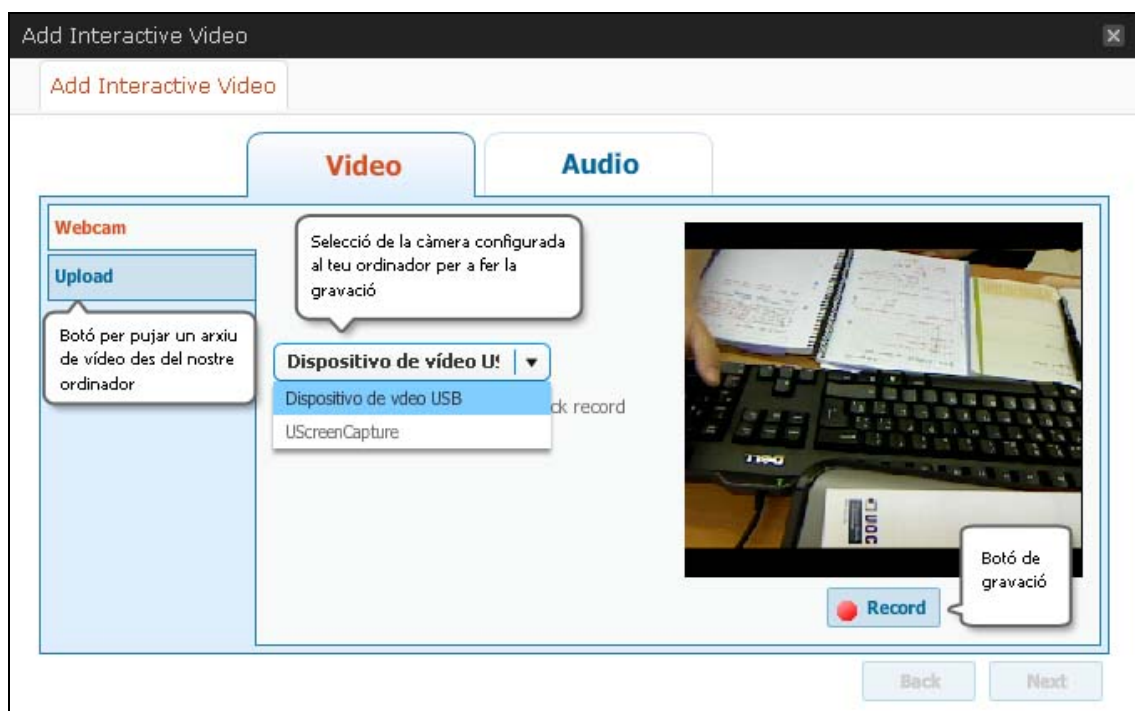 Add Interactive Video
Add Interactive Video
Video
Audio
Webcam
Upload
Botó per pujar un arxiu
de vídeo des del nostre
ordinador
Selecció de la càmera configurada
al teu ordinador per a fer la
gravació
Dispositivo de vídeo U
Dispositivo de vdeo USB
ck record
UScreenCapture
DELL
UOC
Botó de
gravació
Record
Back
Next